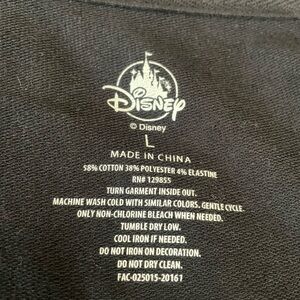 Disney
© Disney
L
MADE IN CHINA
58% COTTON 38% POLYESTER 4% ELASTINE
RN# 129855
TURN GARMENT INSIDE OUT.
MACHINE WASH COLD WITH SIMILAR COLORS. GENTLE CYCLE.
ONLY NON-CHLORINE BLEACH WHEN NEEDED.
TUMBLE DRY LOW.
COOL IRON IF NEEDED.
DO NOT IRON ON DECORATION.
DO NOT DRY CLEAN.
FAC-025015-20161